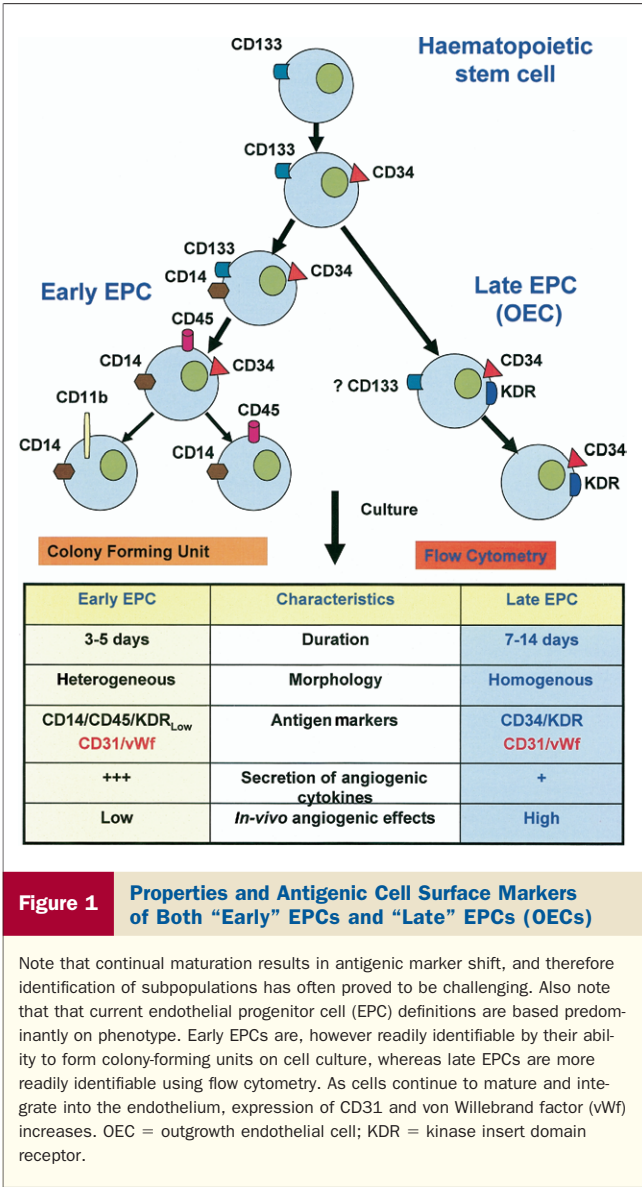 CD133
Haematopoietic
stem cell
CD133
CD34
CD133
CD14
CD34
Early EPC
Late EPC
(OEC)
CD45
CD14
CD34
CD34
? CD133
KDR
CD11b
CD45
CD14
CD14
CD34
KDR
Culture
Colony Forming Unit
Flow Cytometry
Early EPC Characteristics Late EPC
3-5 days Duration 7-14 days
Heterogeneous Morphology Homogenous
CD14/CD45/KDRLow Antigen markers CD34/KDR
CD31/vWf CD31/vWf
+++ Secretion of angiogenic +
cytokines
Low In-vivo angiogenic effects High
Figure 1
Properties and Antigenic Cell Surface Markers
of Both “Early” EPCs and “Late” EPCs (OECs)
Note that continual maturation results in antigenic marker shift, and therefore
identification of subpopulations has often proved to be challenging. Also note
that that current endothelial progenitor cell (EPC) definitions are based predom-
inantly on phenotype. Early EPCs are, however readily identifiable by their abil-
ity to form colony-forming units on cell culture, whereas late EPCs are more
readily identifiable using flow cytometry. As cells continue to mature and inte-
grate into the endothelium, expression of CD31 and von Willebrand factor (vWf)
increases. OEC = outgrowth endothelial cell; KDR = kinase insert domain
receptor.